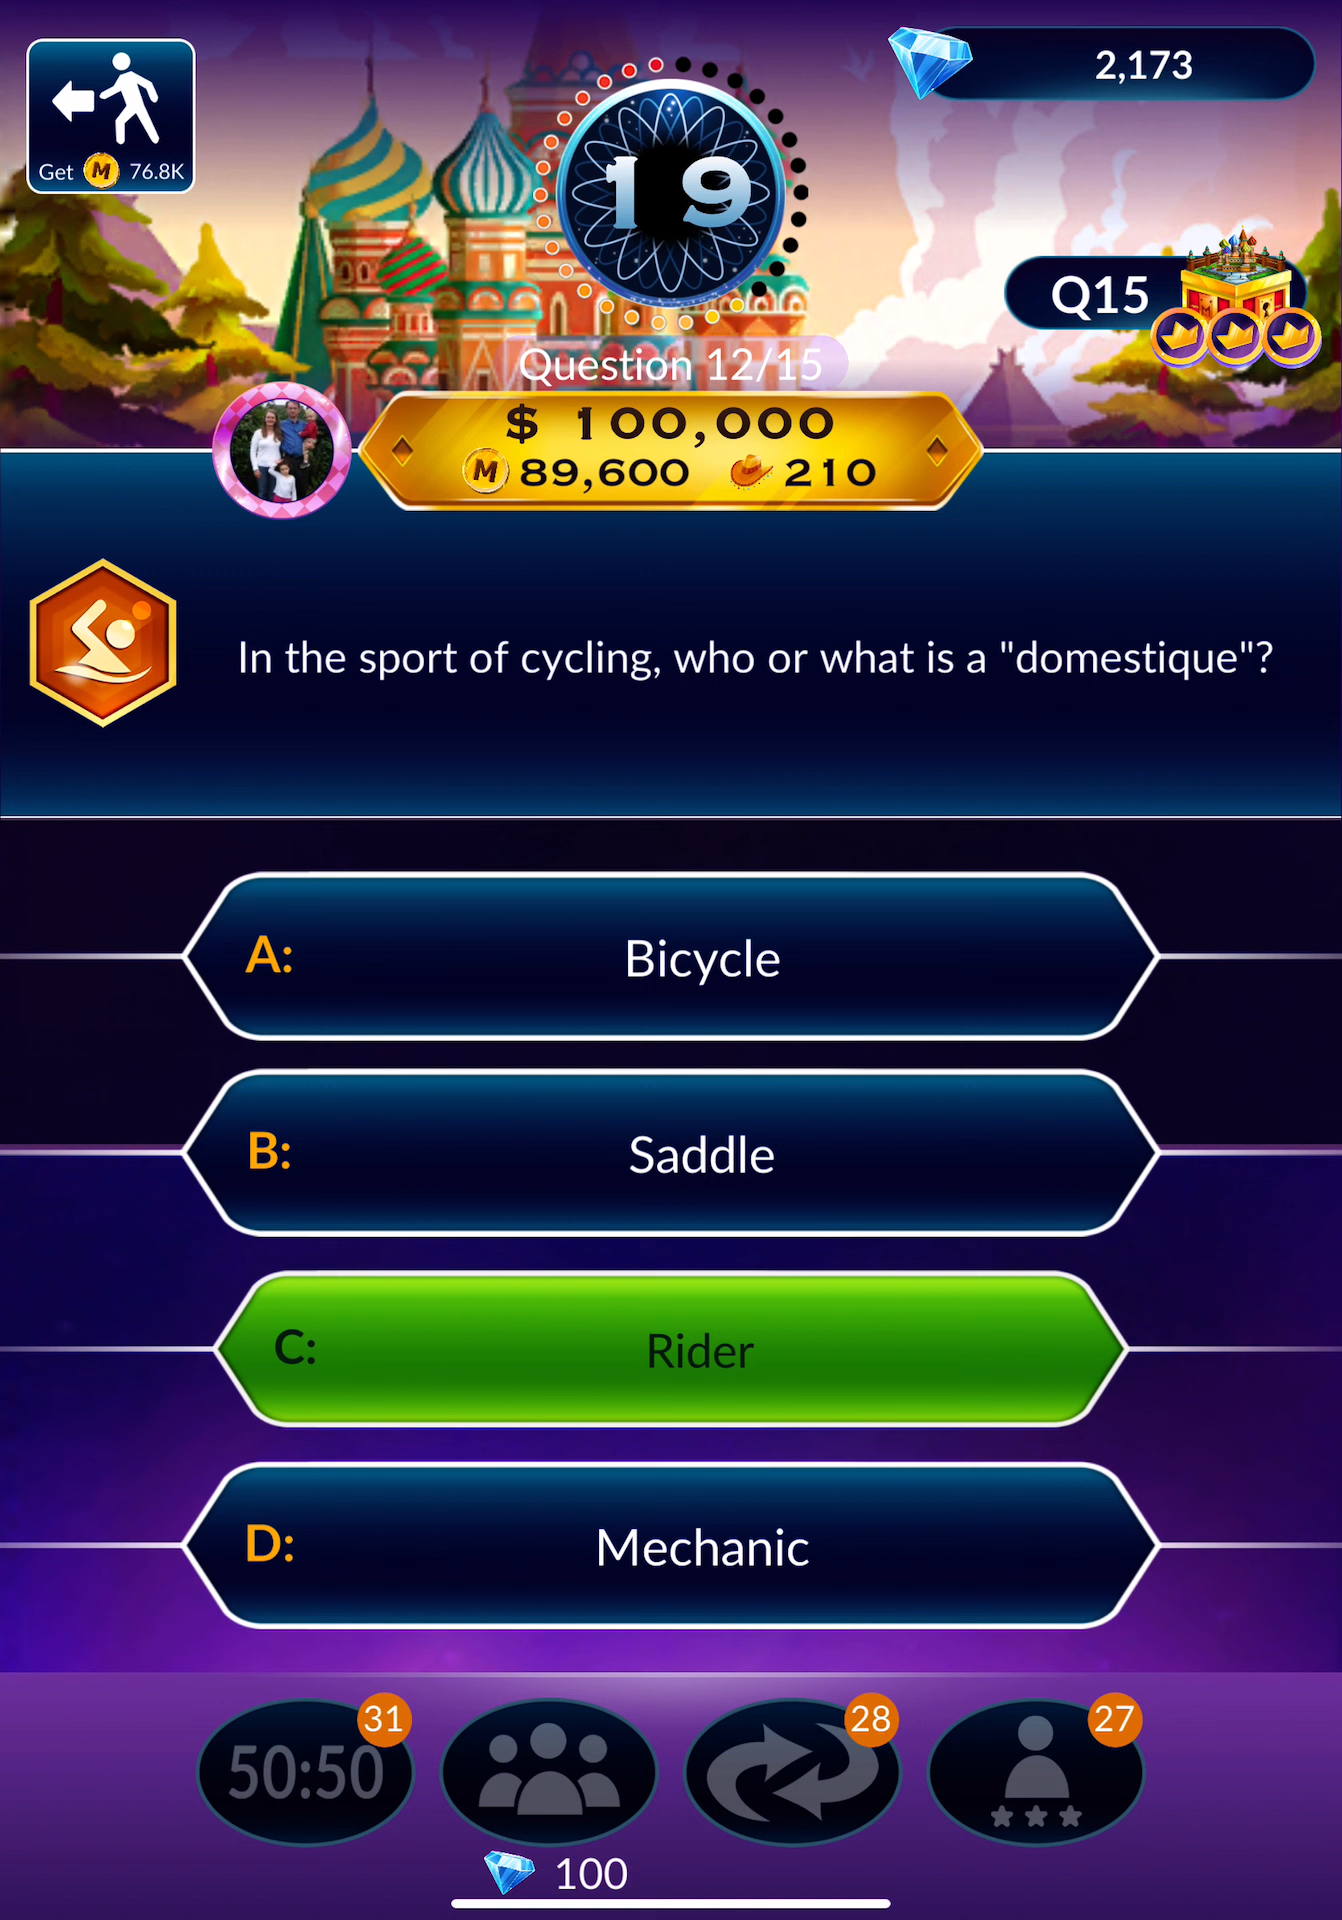 2,173
19
Get M 76.8K
Q15
Question 12/15
$ 100,000
M 89,600 210
In the sport of cycling, who or what is a "domestique"?
A: Bicycle
B: Saddle
C: Rider
D: Mechanic
31
28
27
50:50
100